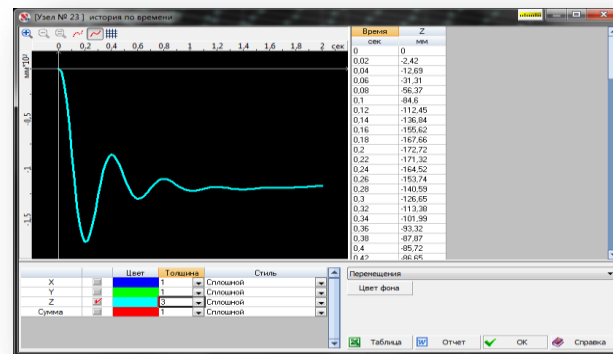 [Узел № 23 ] история по времени
0 0,2 0,4 0,6 0,8 1 1,2 1,4 1,6 1,8 2 сек
мм*10²
-0,5
-1
-1,5
Время Z
сек мм
0 0
0,02 -2,42
0,04 -12,69
0,06 -31,31
0,08 -56,37
0,1 -84,6
0,12 -112,45
0,14 -136,84
0,16 -155,62
0,18 -167,66
0,2 -172,72
0,22 -171,32
0,24 -164,52
0,26 -153,74
0,28 -140,59
0,3 -126,65
0,32 -113,38
0,34 -101,99
0,36 -93,32
0,38 -87,87
0,4 -85,72
0,42 -86,65
Цвет Толщина Стиль
X 1 Сплошной
Y 1 Сплошной
Z 3 Сплошной
Сумма 1 Сплошной
Перемещения
Цвет фона
Таблица Отчет OK Справка